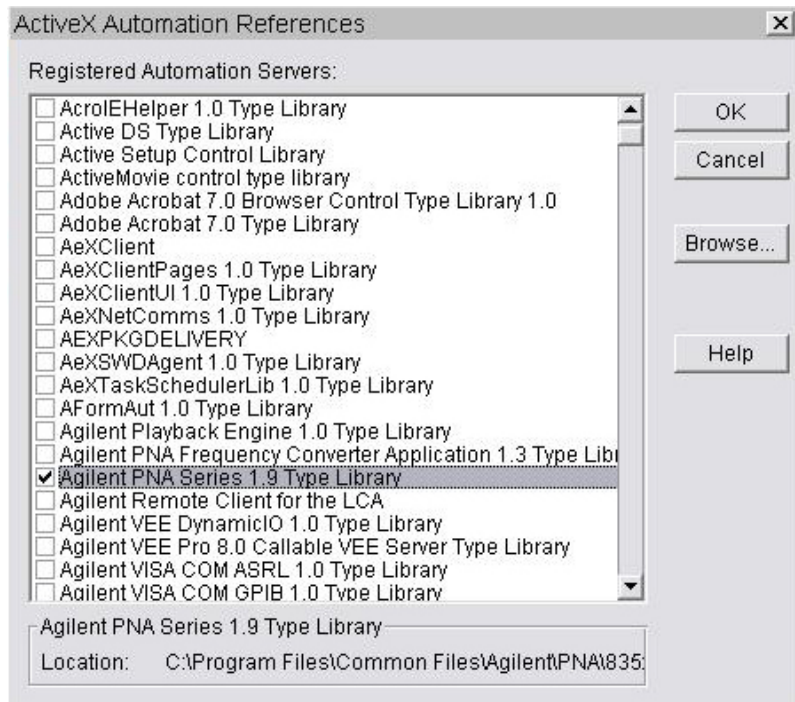 ActiveX Automation References
Registered Automation Servers:
AcroIEHelper 1.0 Type Library
Active DS Type Library
Active Setup Control Library
ActiveMovie control type library
Adobe Acrobat 7.0 Browser Control Type Library 1.0
Adobe Acrobat 7.0 Type Library
AeXClient
AeXClientPages 1.0 Type Library
AeXClientUI 1.0 Type Library
AeXNetComms 1.0 Type Library
AEXPKGDELIVERY
AeXSWDAgent 1.0 Type Library
AeXTaskSchedulerLib 1.0 Type Library
AFormAut 1.0 Type Library
Agilent Playback Engine 1.0 Type Library
Agilent PNA Frequency Converter Application 1.3 Type Libr
Agilent PNA Series 1.9 Type Library
Agilent Remote Client for the LCA
Agilent VEE DynamicIO 1.0 Type Library
Agilent VEE Pro 8.0 Callable VEE Server Type Library
Agilent VISA COM ASRL 1.0 Type Library
Agilent VISA COM GPIB 1.0 Type Library
OK
Cancel
Browse...
Help
Agilent PNA Series 1.9 Type Library
Location: C:\Program Files\Common Files\Agilent\PNA\835: